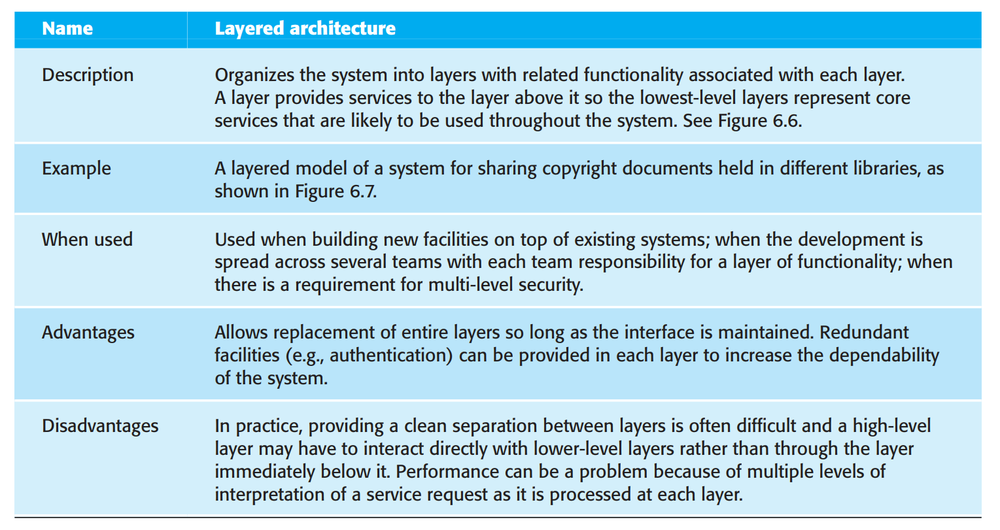 Name Layered architecture
Description Organizes the system into layers with related functionality associated with each layer.
A layer provides services to the layer above it so the lowest-level layers represent core
services that are likely to be used throughout the system. See Figure 6.6.
Example A layered model of a system for sharing copyright documents held in different libraries, as
shown in Figure 6.7.
When used Used when building new facilities on top of existing systems; when the development is
spread across several teams with each team responsibility for a layer of functionality; when
there is a requirement for multi-level security.
Advantages Allows replacement of entire layers so long as the interface is maintained. Redundant
facilities (e.g., authentication) can be provided in each layer to increase the dependability
of the system.
Disadvantages In practice, providing a clean separation between layers is often difficult and a high-level
layer may have to interact directly with lower-level layers rather than through the layer
immediately below it. Performance can be a problem because of multiple levels of
interpretation of a service request as it is processed at each layer.